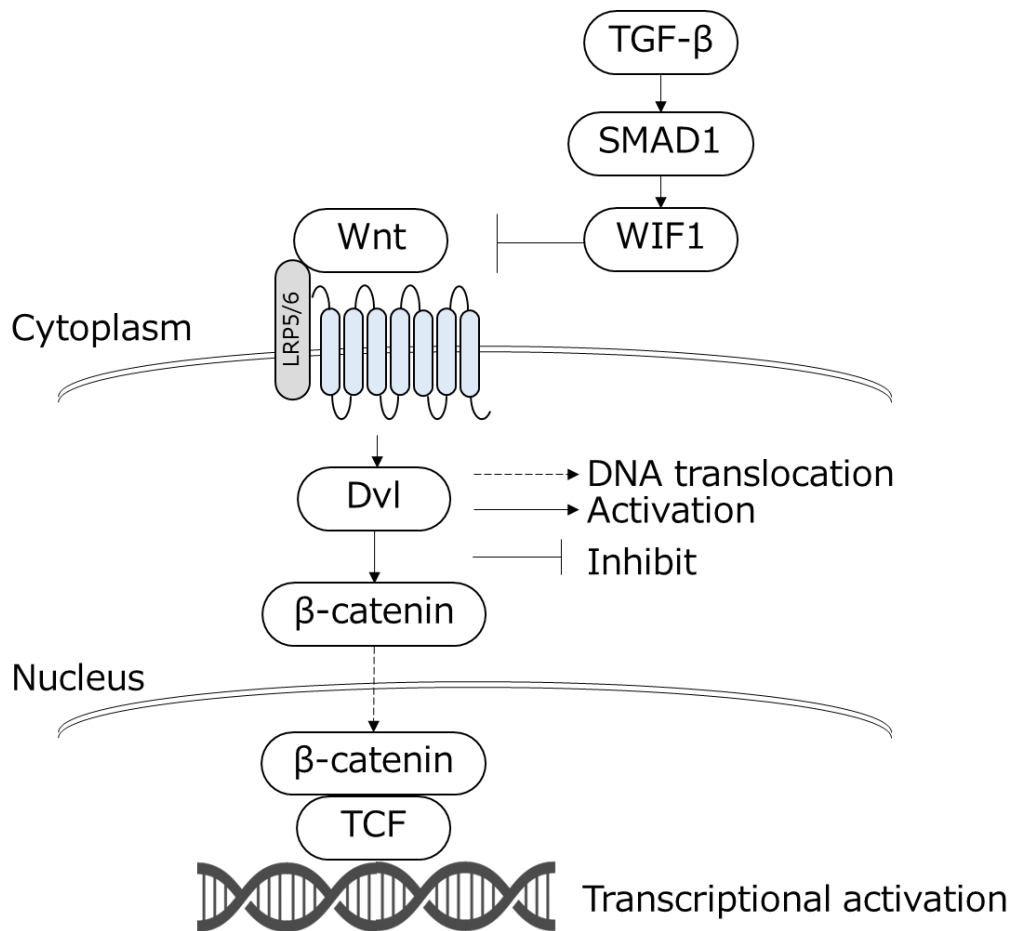 TGF-β
SMAD1
WIF1
Wnt
LRP5/6
Cytoplasm
Dvl
DNA translocation
Activation
Inhibit
β-catenin
Nucleus
β-catenin
TCF
Transcriptional activation